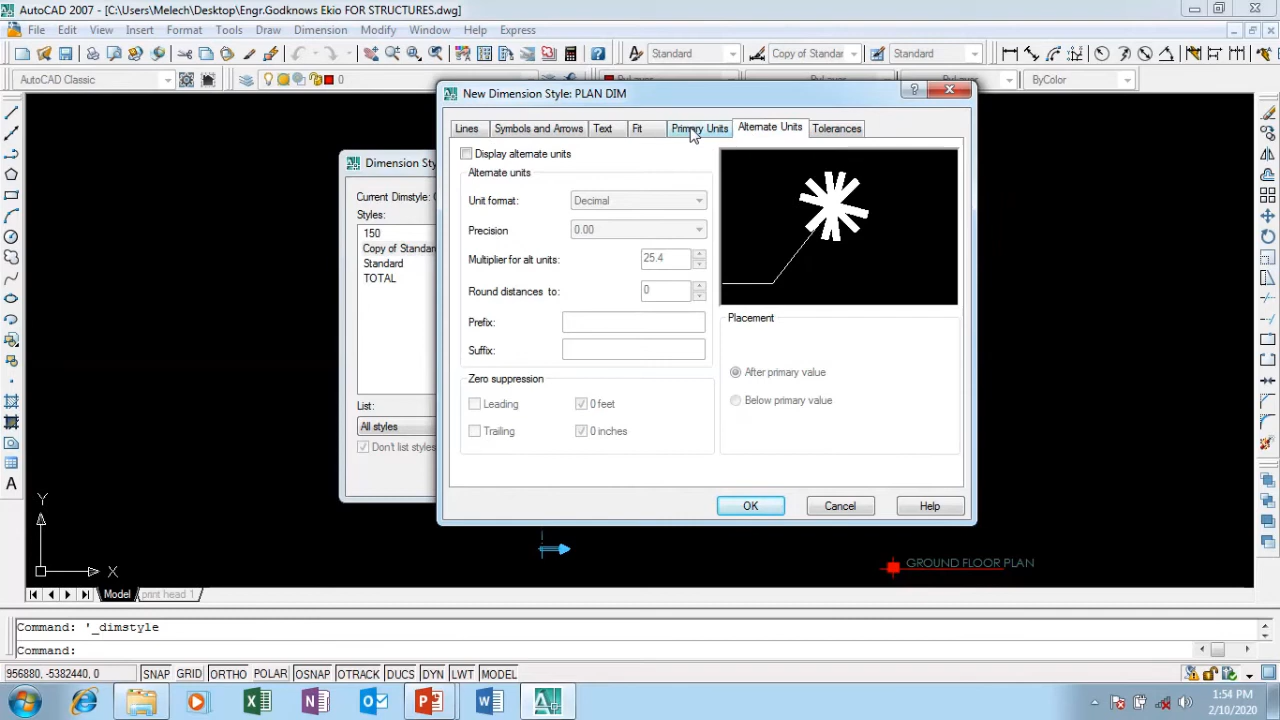 AutoCAD 2007 - [C:\Users\Melech\Desktop\Engr.Godknows Ekio FOR STRUCTURES.dwg]
File Edit View Insert Format Tools Draw Dimension Modify Window Help Express
Standard Copy of Standar Standard
AutoCAD Classic 0 ByColor
New Dimension Style: PLAN DIM
Lines Symbols and Arrows Text Fit Primary Units Alternate Units Tolerances
Display alternate units
Alternate units
Unit format: Decimal
Precision 0.00
Multiplier for alt units: 25.4
Round distances to: 0
Prefix:
Suffix:
Zero suppression
Leading 0 feet
Trailing 0 inches
Placement
After primary value
Below primary value
OK Cancel Help
Dimension Sty
Current Dimstyle:
Styles:
150
Copy of Standar
Standard
TOTAL
List:
All styles
Don't list styles
Y
X
GROUND FLOOR PLAN
Model print head 1
Command: '_dimstyle
Command:
956880, -5382440, 0 SNAP GRID ORTHO POLAR OSNAP OTRACK DUCS DYN LWT MODEL
1:54 PM
2/10/2020